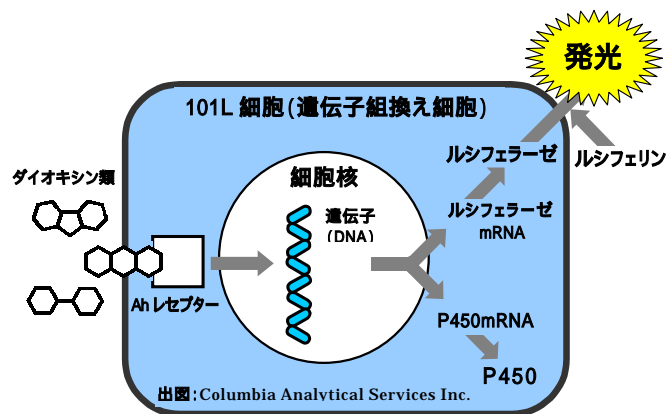 発光
101L 細胞(遺伝子組換え細胞)
ルシフェラーゼ
ルシフェリン
ダイオキシン類
細胞核
遺伝子
(DNA)
ルシフェラーゼ
mRNA
Ahレセプター
P450mRNA
P450
出図:Columbia Analytical Services Inc.